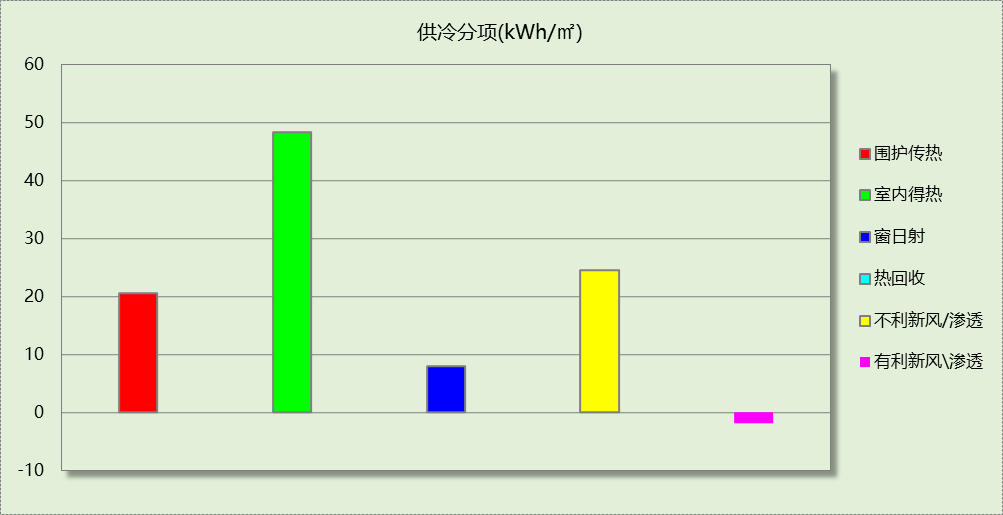 供冷分项(kWh/㎡)
60
50
40
30
20
10
0
-10
围护传热
室内得热
窗日射
热回收
不利新风/渗透
有利新风\渗透